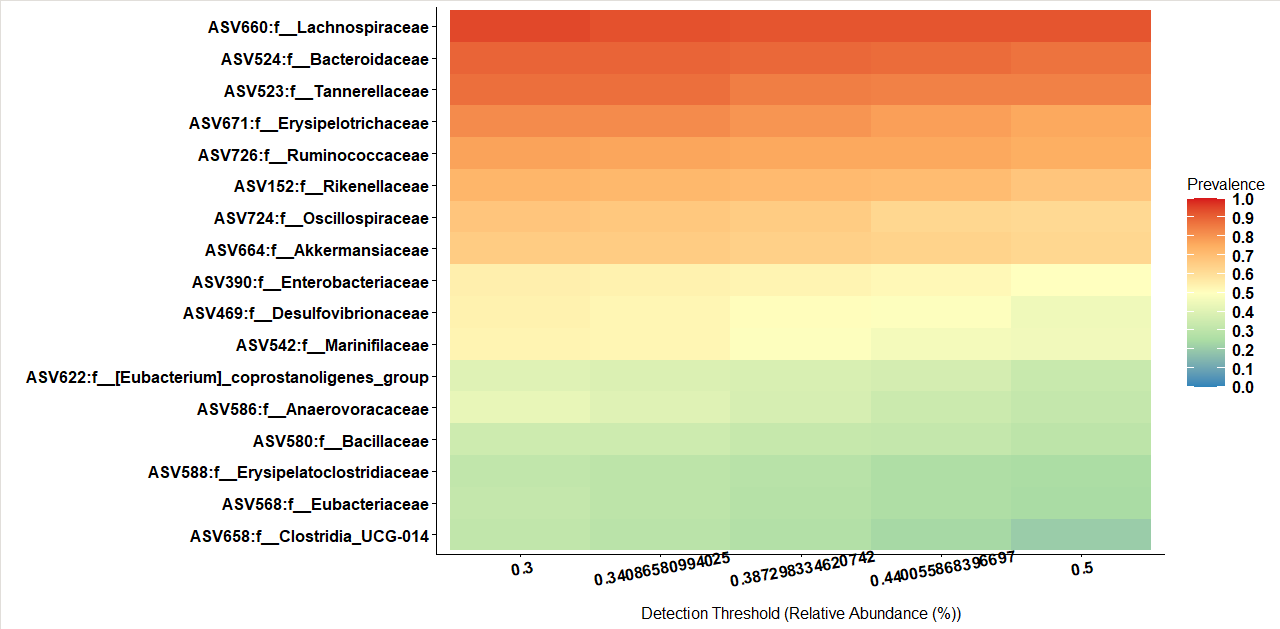 ASV660:f__Lachnospiraceae
ASV524:f__Bacteroidaceae
ASV523:f__Tannerellaceae
ASV671:f__Erysipelotrichaceae
ASV726:f__Ruminococcaceae
ASV152:f__Rikenellaceae
ASV724:f__Oscillospiraceae
ASV664:f__Akkermansiaceae
ASV390:f__Enterobacteriaceae
ASV469:f__Desulfovibrionaceae
ASV542:f__Marinifilaceae
ASV622:f__[Eubacterium]_coprostanoligenes_group
ASV586:f__Anaerovoracaceae
ASV580:f__Bacillaceae
ASV588:f__Erysipelatoclostridiaceae
ASV568:f__Eubacteriaceae
ASV658:f__Clostridia_UCG-014
0.3
0.34086580994025
0.387298334620742
0.440055868396697
0.5
Detection Threshold (Relative Abundance (%))
Prevalence
1.0
0.9
0.8
0.7
0.6
0.5
0.4
0.3
0.2
0.1
0.0